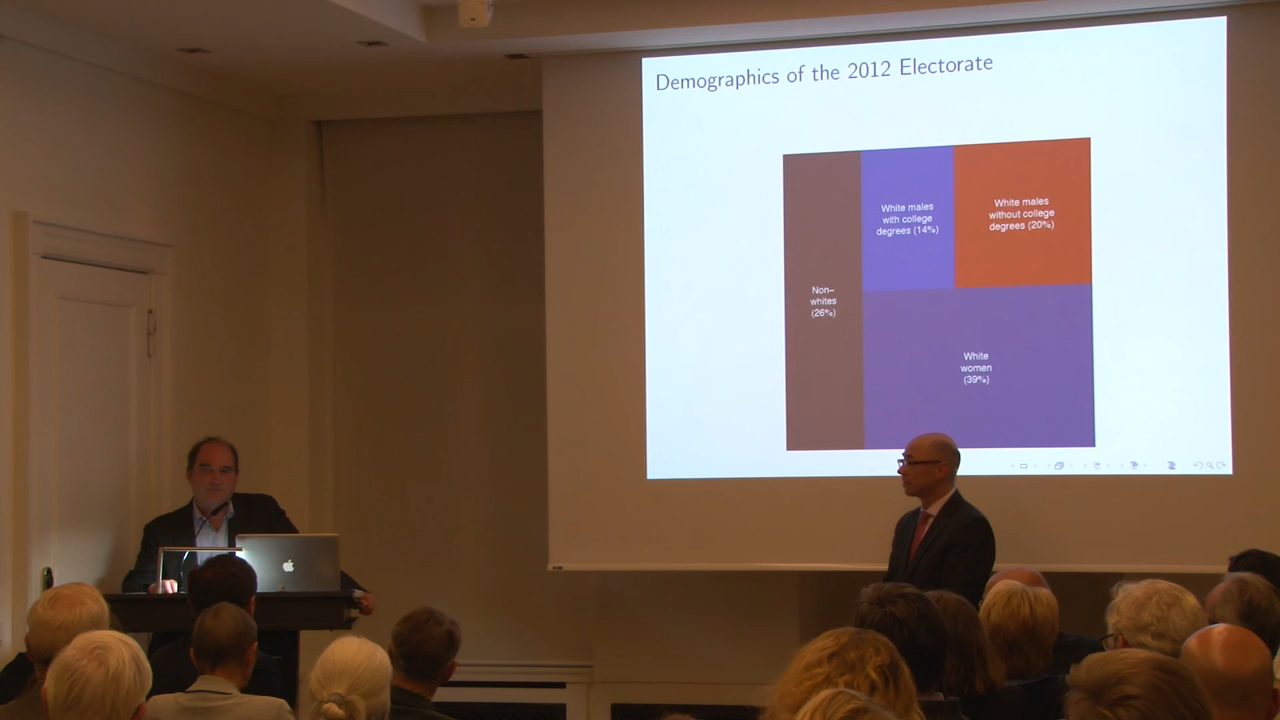 Demographics of the 2012 Electorate
White males
with college
degrees (14%)
White males
without college
degrees (20%)
Non–
whites
(26%)
White
women
(39%)